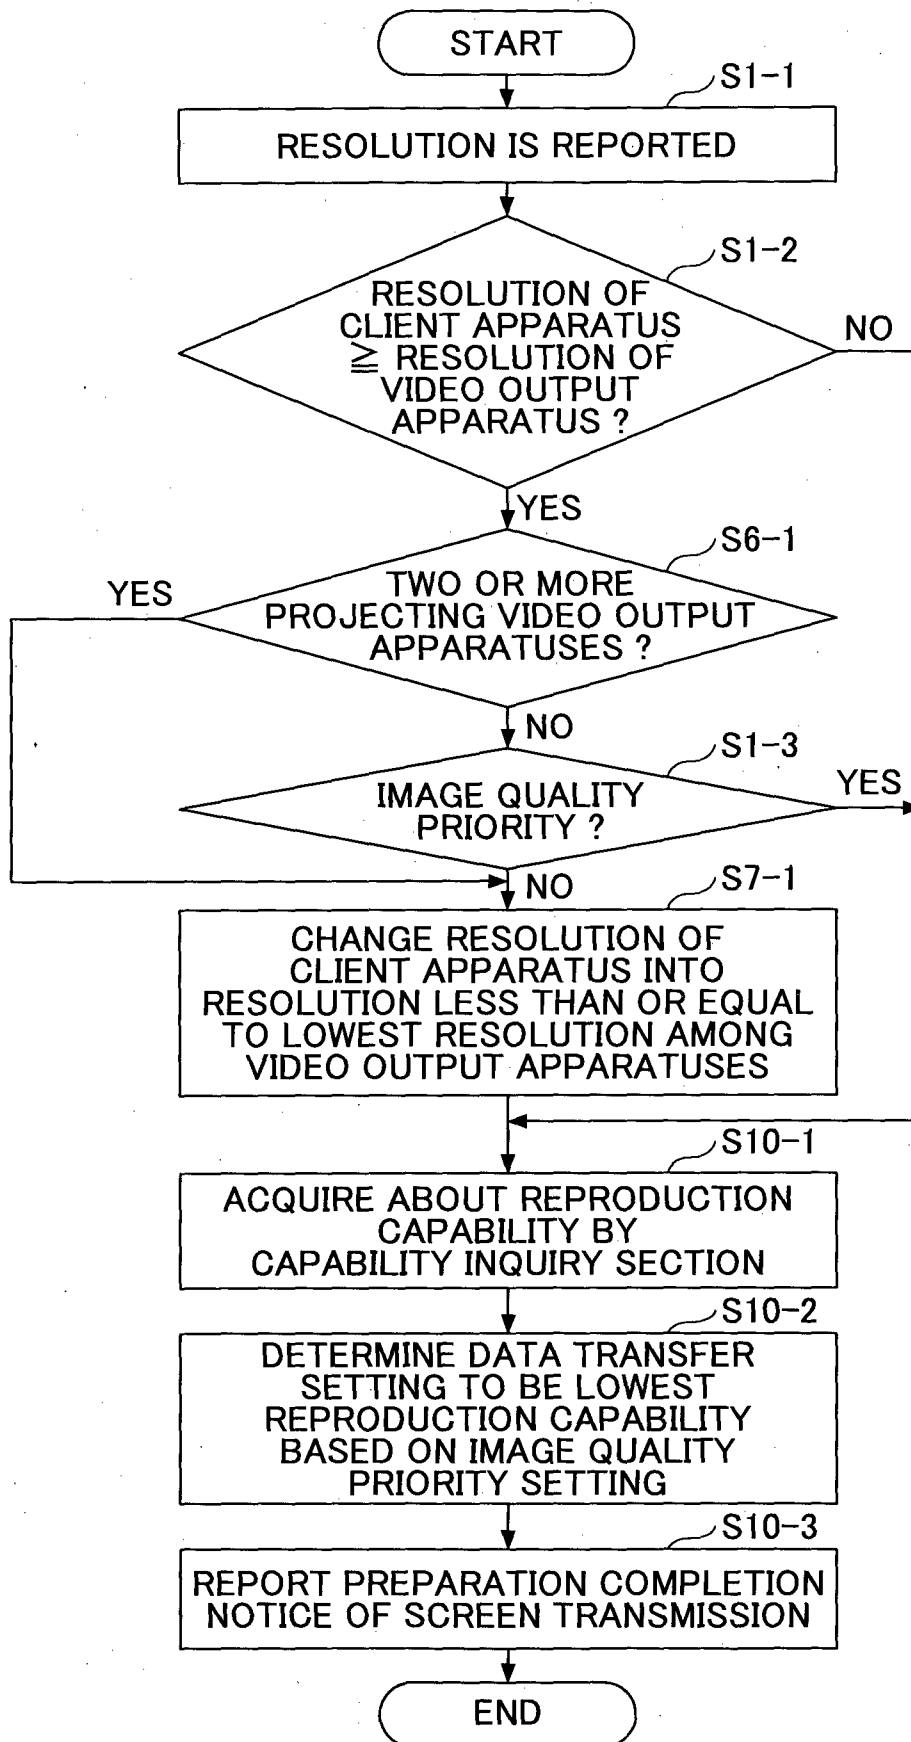 START
S1-1
RESOLUTION IS REPORTED
S1-2
RESOLUTION OF
CLIENT APPARATUS
≧ RESOLUTION OF
VIDEO OUTPUT
APPARATUS ?
NO
YES
S6-1
YES
TWO OR MORE
PROJECTING VIDEO OUTPUT
APPARATUSES ?
NO
S1-3
YES
IMAGE QUALITY
PRIORITY ?
NO
S7-1
CHANGE RESOLUTION OF
CLIENT APPARATUS INTO
RESOLUTION LESS THAN OR EQUAL
TO LOWEST RESOLUTION AMONG
VIDEO OUTPUT APPARATUSES
S10-1
ACQUIRE ABOUT REPRODUCTION
CAPABILITY BY
CAPABILITY INQUIRY SECTION
S10-2
DETERMINE DATA TRANSFER
SETTING TO BE LOWEST
REPRODUCTION CAPABILITY
BASED ON IMAGE QUALITY
PRIORITY SETTING
S10-3
REPORT PREPARATION COMPLETION
NOTICE OF SCREEN TRANSMISSION
END